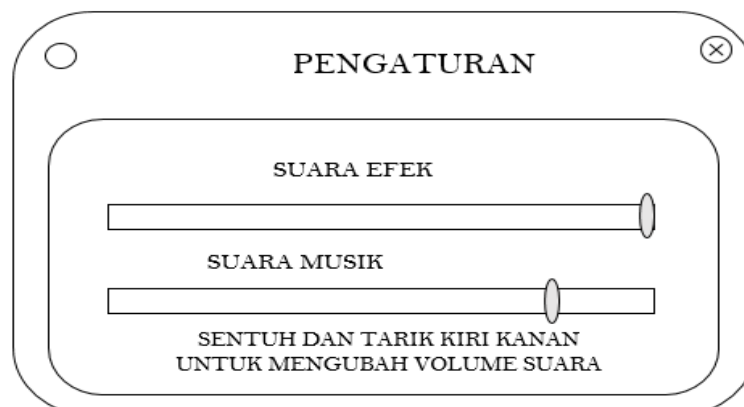 PENGATURAN
SUARA EFEK
SUARA MUSIK
SENTUH DAN TARIK KIRI KANAN
UNTUK MENGUBAH VOLUME SUARA